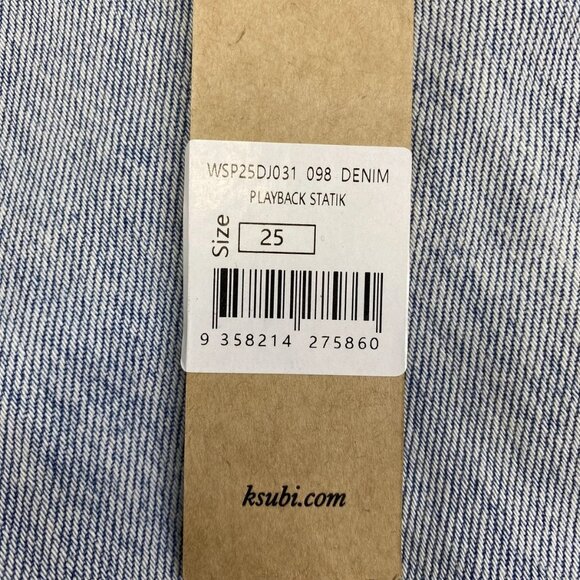 WSP25DJ031 098 DENIM
PLAYBACK STATIK
Size 25
9 358214 275860
ksubi.com